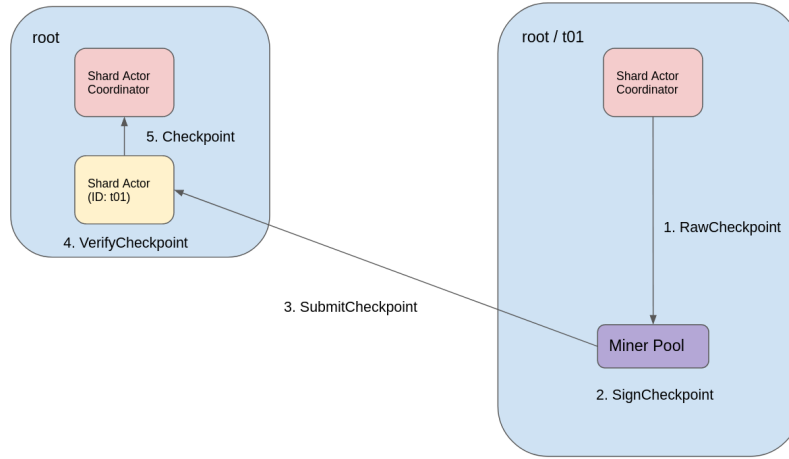 root
Shard Actor
Coordinator
5. Checkpoint
Shard Actor
(ID: t01)
4. VerifyCheckpoint
3. SubmitCheckpoint
root / t01
Shard Actor
Coordinator
1. RawCheckpoint
Miner Pool
2. SignCheckpoint